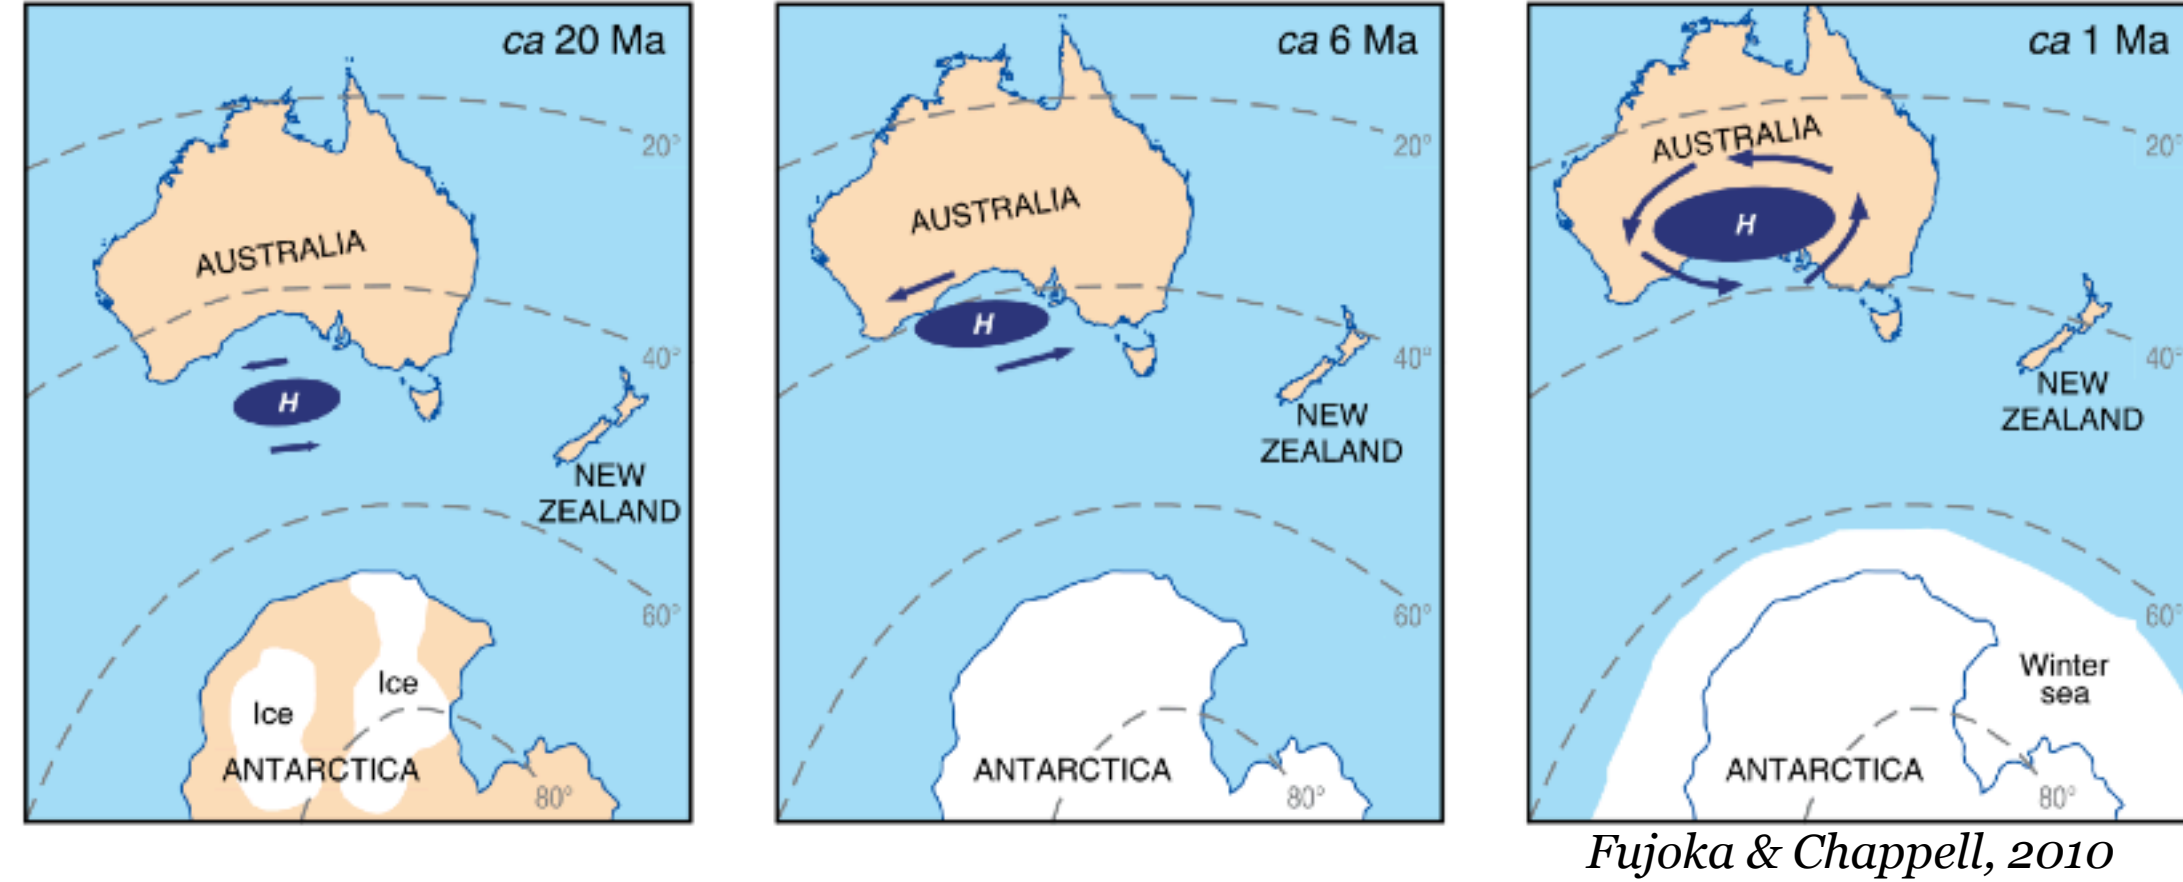 ca 20 Ma
20°
AUSTRALIA
40°
H
NEW
ZEALAND
60°
Ice
Ice
ANTARCTICA
80°
ca 6 Ma
20°
AUSTRALIA
H
40°
NEW
ZEALAND
60°
ANTARCTICA
80°
ca 1 Ma
AUSTRALIA
20°
H
40°
NEW
ZEALAND
60°
Winter
sea
ANTARCTICA
80°
Fujoka & Chappell, 2010